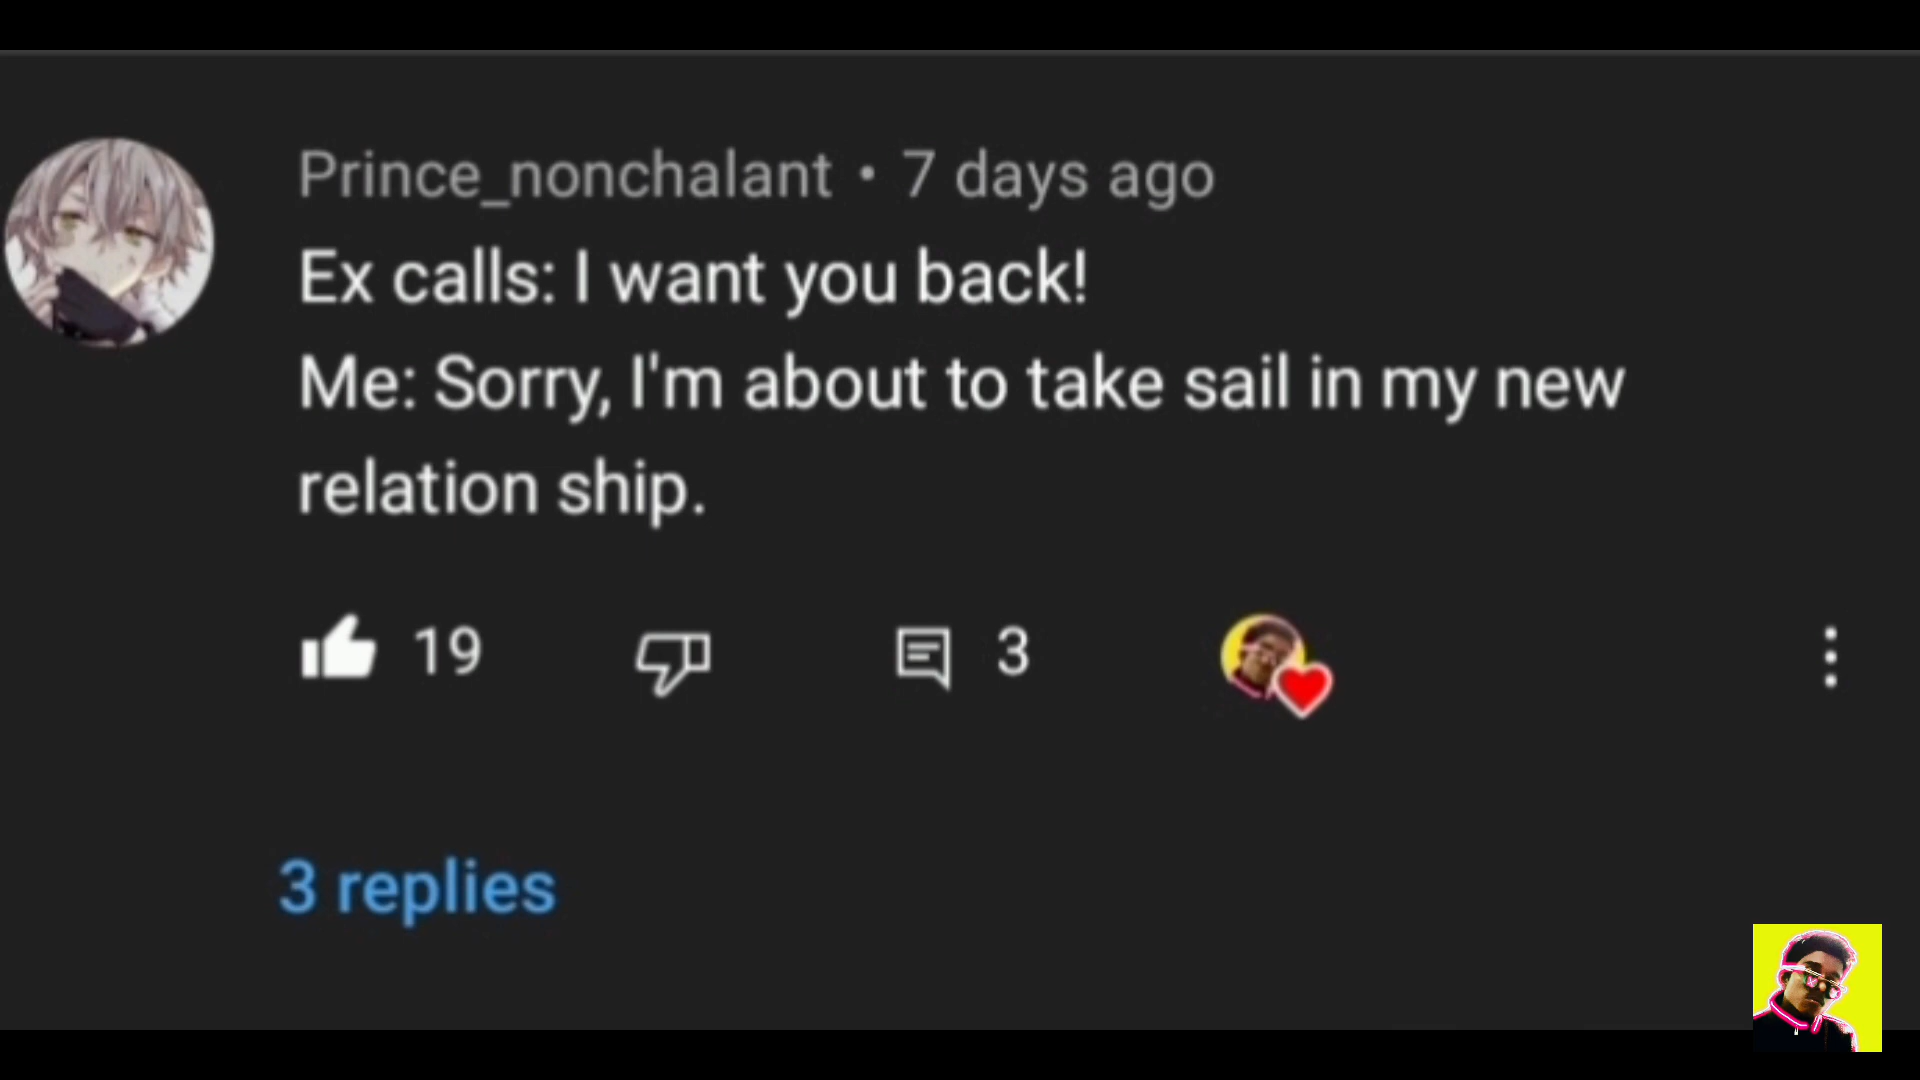 Prince_nonchalant • 7 days ago
Ex calls: I want you back!
Me: Sorry, I'm about to take sail in my new
relation ship.
19 3
3 replies